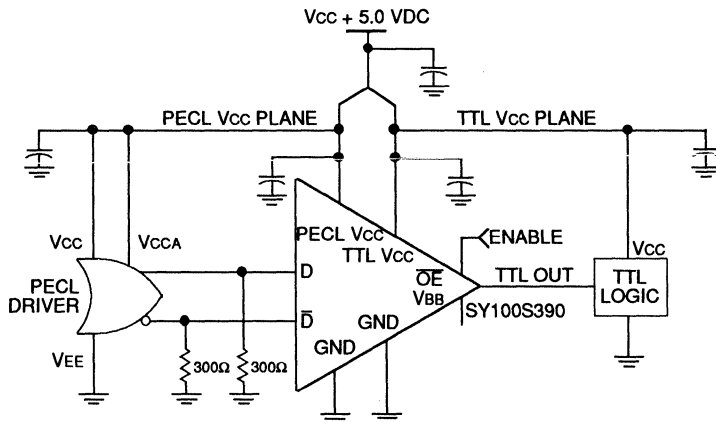 VCC + 5.0 VDC
PECL VCC PLANE
TTL VCC PLANE
VCC
VCCA
PECL VCC
TTL VCC
ENABLE
VCC
PECL
DRIVER
D
OE
TTL OUT
TTL
LOGIC
VBB
D
SY100S390
GND
GND
VEE
300Ω
300Ω